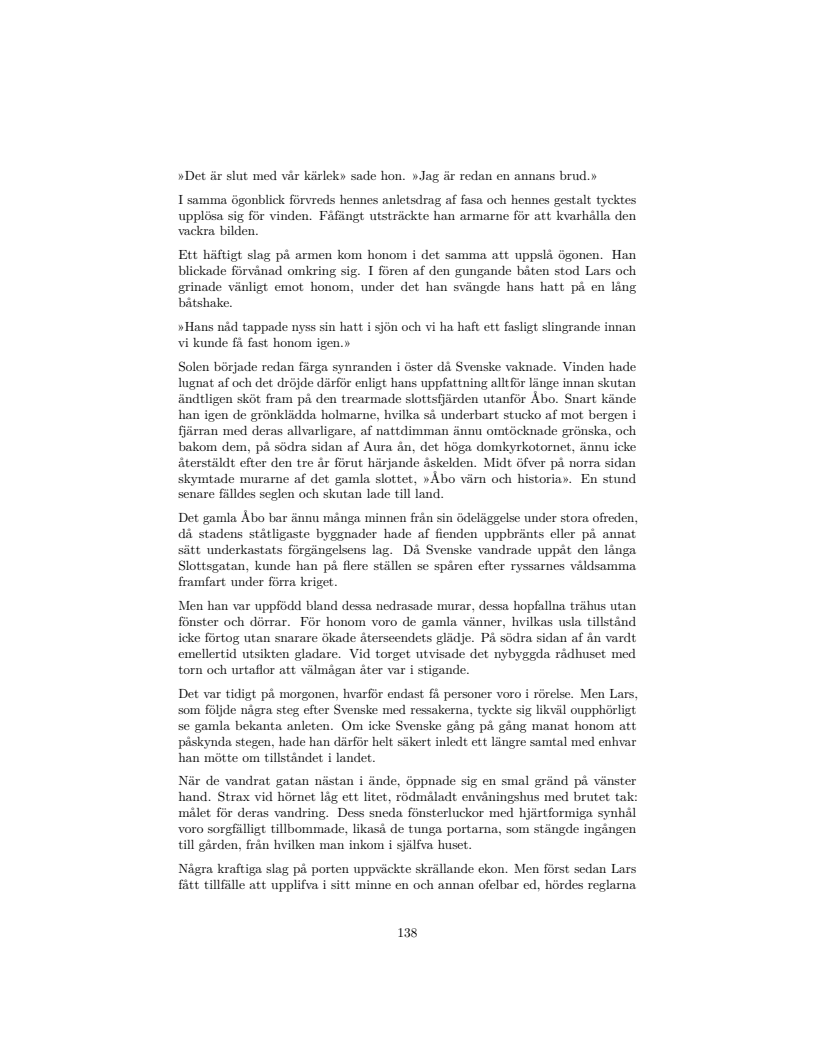 »Det är slut med vår kärlek» sade hon. »Jag är redan en annans brud.»
I samma ögonblick förvreds hennes anletsdrag af fasa och hennes gestalt tycktes
upplösa sig för vinden. Fåfängt utsträckte han armarne för att kvarhålla den
vackra bilden.
Ett häftigt slag på armen kom honom i det samma att uppslå ögonen. Han
blickade förvånad omkring sig. I fören af den gungande båten stod Lars och
grinade vänligt emot honom, under det han svängde hans hatt på en lång
båtshake.
»Hans nåd tappade nyss sin hatt i sjön och vi ha haft ett fasligt slingrande innan
vi kunde få fast honom igen.»
Solen började redan färga synranden i öster då Svenske vaknade. Vinden hade
lugnat af och det dröjde därför enligt hans uppfattning alltför länge innan skutan
ändtligen sköt fram på den trearmade slottsfjärden utanför Åbo. Snart kände
han igen de grönklädda holmarne, hvilka så underbart stucko af mot bergen i
fjärran med deras allvarligare, af nattdimman ännu omtöcknade grönska, och
bakom dem, på södra sidan af Aura ån, det höga domkyrkotornet, ännu icke
återstäldt efter den tre år förut härjande åskelden. Midt öfver på norra sidan
skymtade murarne af det gamla slottet, »Åbo värn och historia». En stund
senare fälldes seglen och skutan lade till land.
Det gamla Åbo bar ännu många minnen från sin ödeläggelse under stora ofreden,
då stadens ståtligaste byggnader hade af fienden uppbränts eller på annat
sätt underkastats förgängelsens lag. Då Svenske vandrade uppåt den långa
Slottsgatan, kunde han på flere ställen se spåren efter ryssarnes våldsamma
framfart under förra kriget.
Men han var uppfödd bland dessa nedrasade murar, dessa hopfallna trähus utan
fönster och dörrar. För honom voro de gamla vänner, hvilkas usla tillstånd
icke förtog utan snarare ökade återseendets glädje. På södra sidan af ån vardt
emellertid utsikten gladare. Vid torget utvisade det nybyggda rådhuset med
torn och urtaflor att välmågan åter var i stigande.
Det var tidigt på morgonen, hvarför endast få personer voro i rörelse. Men Lars,
som följde några steg efter Svenske med ressakerna, tyckte sig likväl oupphörligt
se gamla bekanta anleten. Om icke Svenske gång på gång manat honom att
påskynda stegen, hade han därför helt säkert inledt ett längre samtal med enhvar
han mötte om tillståndet i landet.
När de vandrat gatan nästan i ände, öppnade sig en smal gränd på vänster
hand. Strax vid hörnet låg ett litet, rödmåladt envåningshus med brutet tak:
målet för deras vandring. Dess sneda fönsterluckor med hjärtformiga synhål
voro sorgfälligt tillbommade, likaså de tunga portarna, som stängde ingången
till gården, från hvilken man inkom i själfva huset.
Några kraftiga slag på porten uppväckte skrällande ekon. Men först sedan Lars
fått tillfälle att upplifva i sitt minne en och annan ofelbar ed, hördes reglarna
138